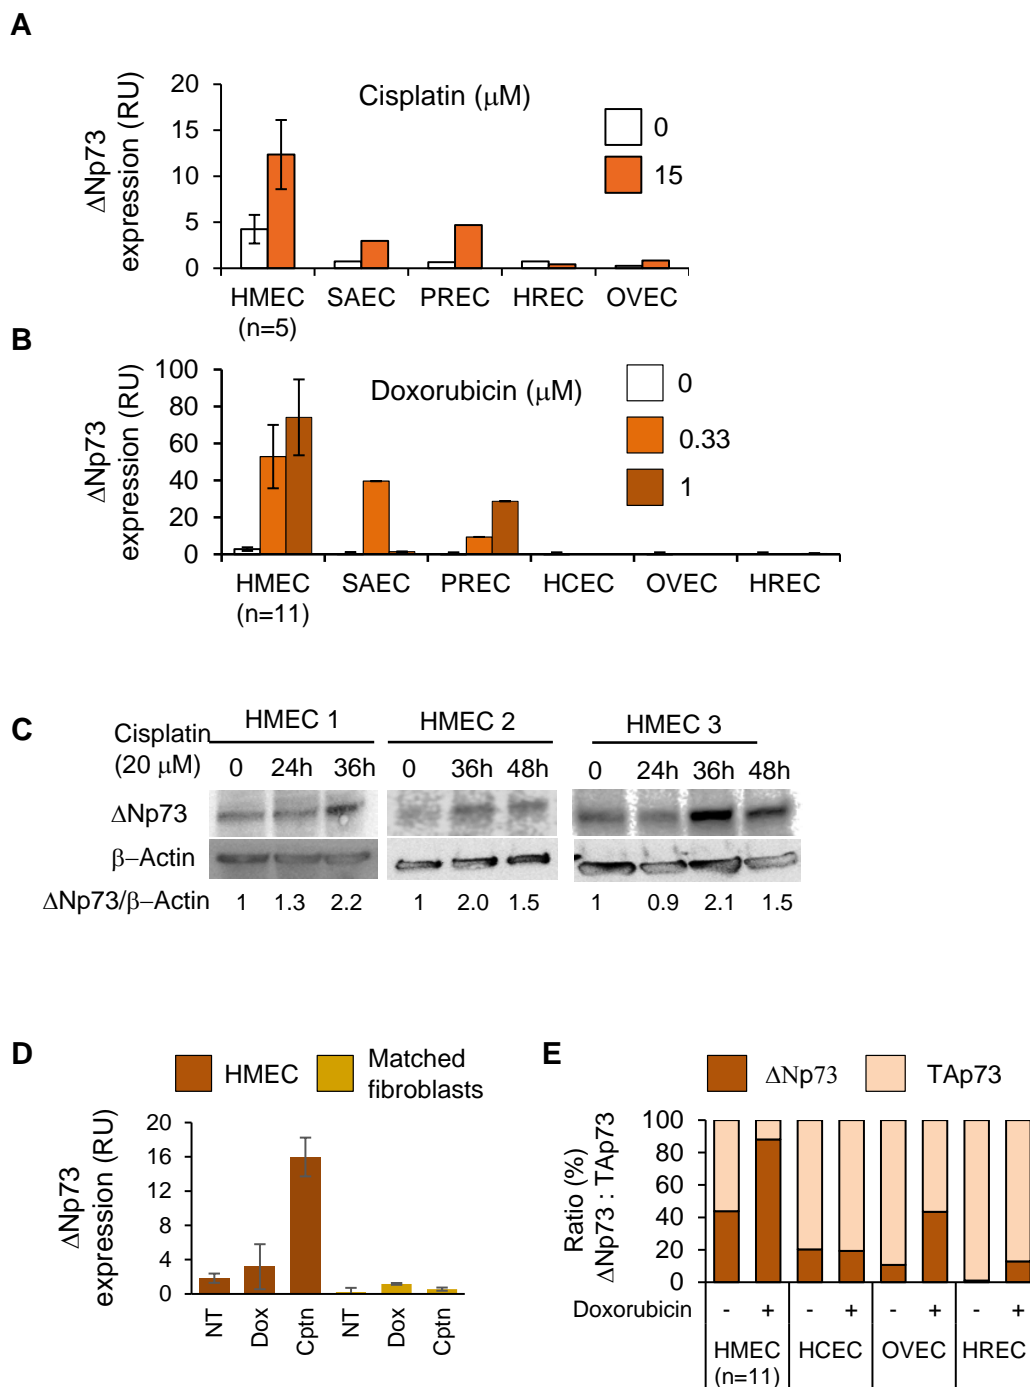 A
Cisplatin (μM)
0
15
ΔNp73
expression (RU)
20
15
10
5
0
HMEC SAEC PREC HREC OVEC
(n=5)
B
Doxorubicin (μM)
0
0.33
1
ΔNp73
expression (RU)
100
80
60
40
20
0
HMEC SAEC PREC HCEC OVEC HREC
(n=11)
C
HMEC 1 HMEC 2 HMEC 3
Cisplatin
(20 μM) 0 24h 36h 0 36h 48h 0 24h 36h 48h
ΔNp73
β−Actin
ΔNp73/β−Actin 1 1.3 2.2 1 2.0 1.5 1 0.9 2.1 1.5
D
HMEC Matched
fibroblasts
ΔNp73
expression (RU)
20
16
12
8
4
0
NT Dox Cptn NT Dox Cptn
E
ΔNp73 TAp73
Ratio (%)
ΔNp73 : TAp73
100
80
60
40
20
0
Doxorubicin - + - + - + - +
HMEC HCEC OVEC HREC
(n=11)